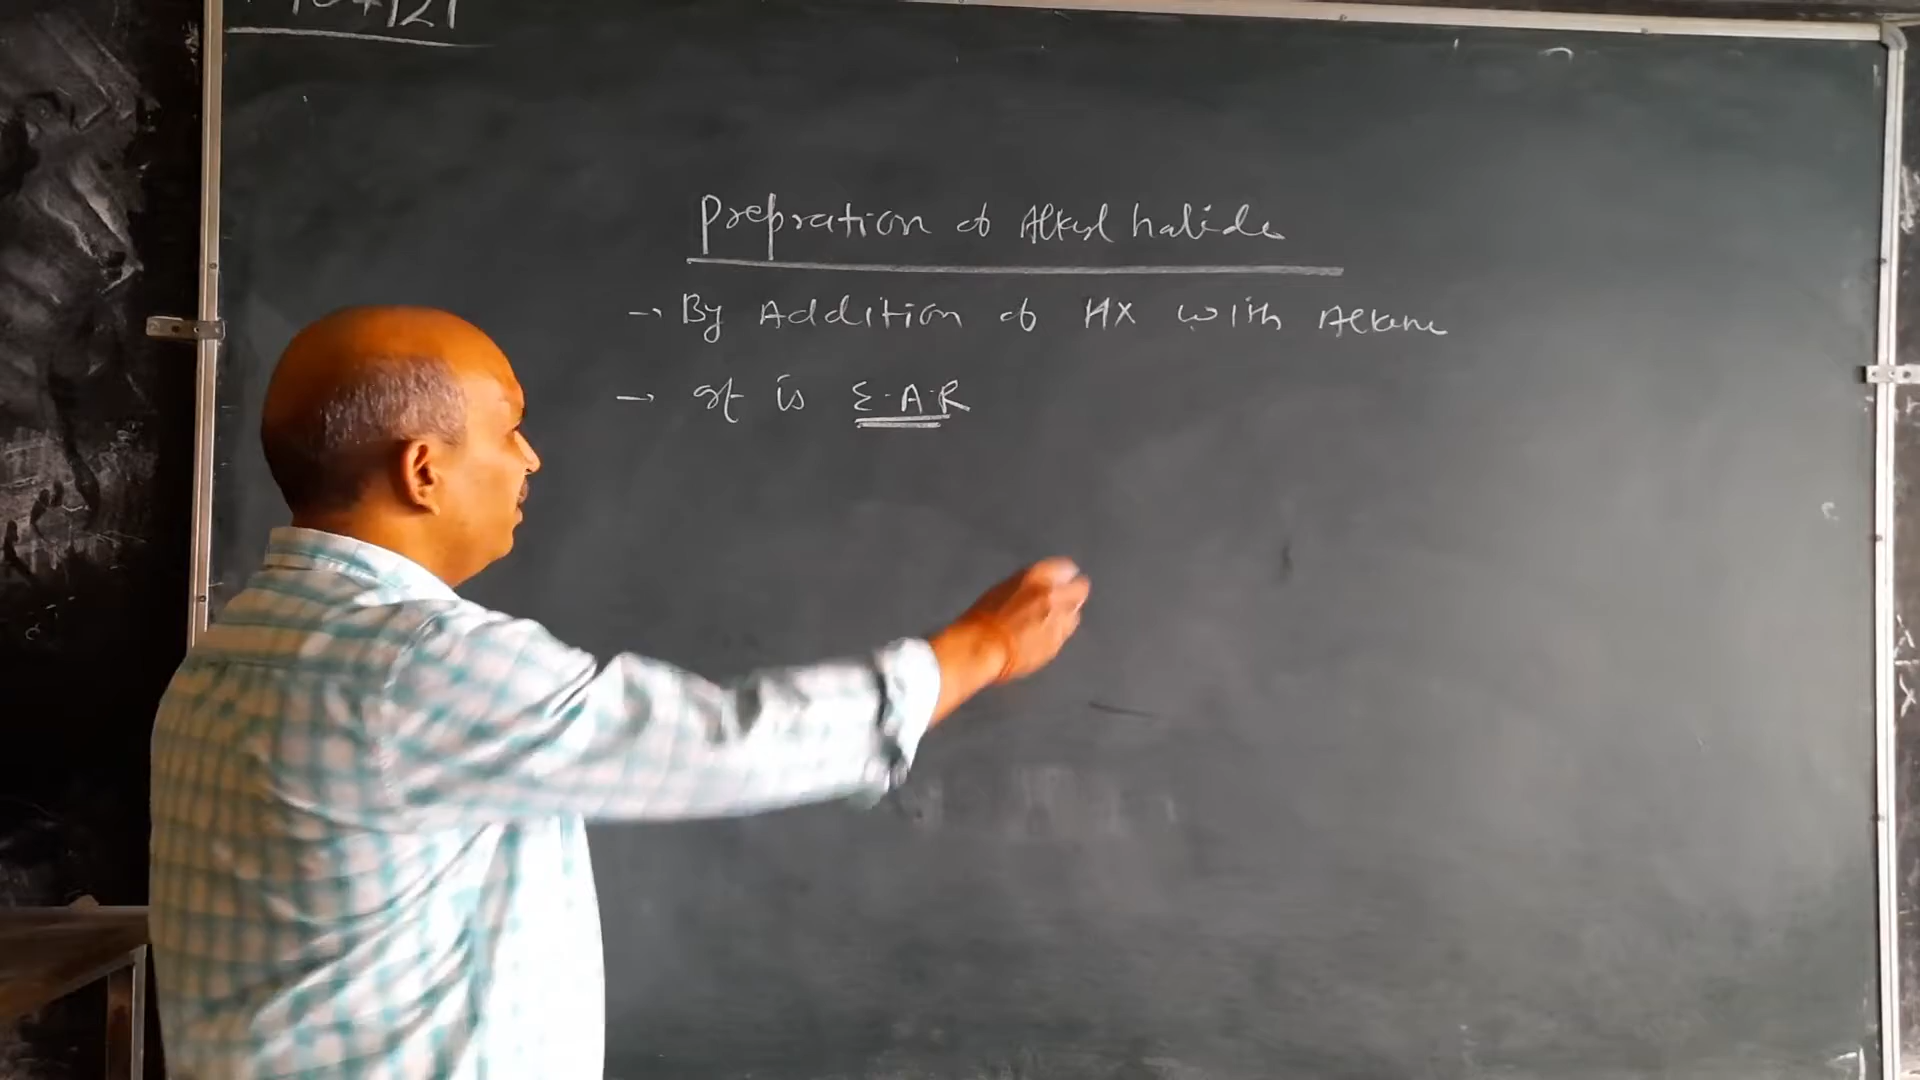 Prepration of Alkyl halide
→ By Addition of HX with Alkene
→ It is E.A.R